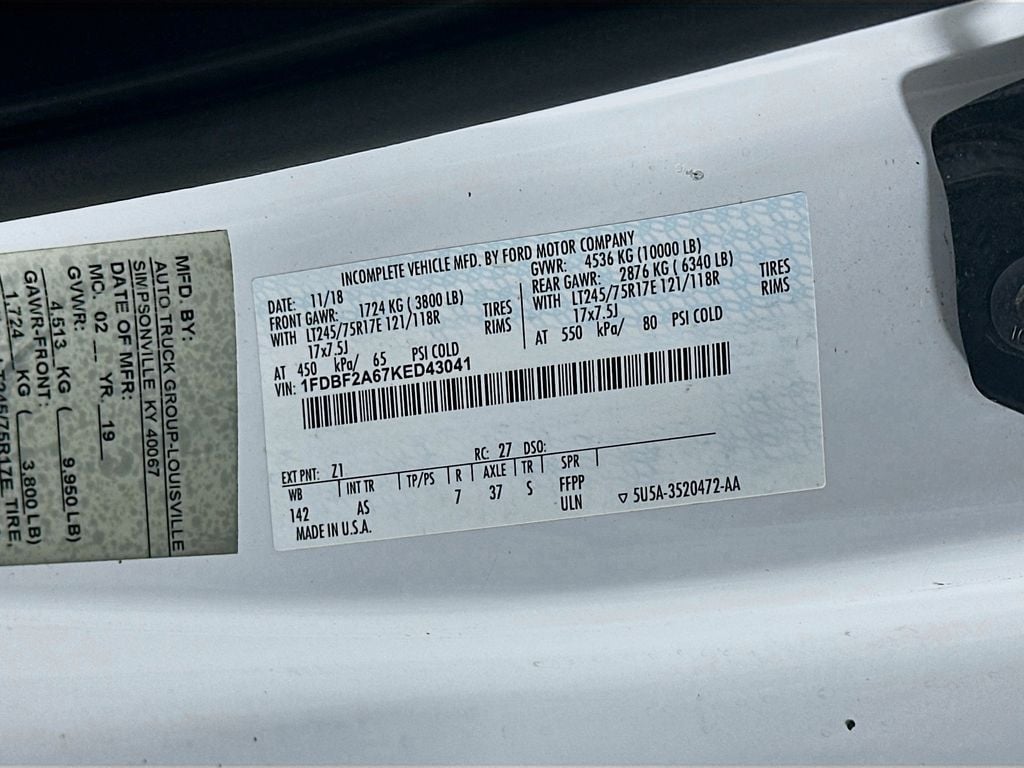 MFD. BY:
AUTO TRUCK GROUP-LOUISVILLE
SIMPSONVILLE, KY 40067
DATE OF MFR:
MO. 02 YR. 19
GVWR:
4.513 KG ( 9.950 LB)
GAWR-FRONT:
1.724 KG ( 3.800 LB)
245/75R17E TIRE,
INCOMPLETE VEHICLE MFD. BY FORD MOTOR COMPANY
DATE: 11/18 GVWR: 4536 KG (10000 LB)
FRONT GAWR: 1724 KG ( 3800 LB) REAR GAWR: 2876 KG ( 6340 LB)
WITH LT245/75R17E 121/118R TIRES WITH LT245/75R17E 121/118R TIRES
17x7.5J RIMS 17x7.5J RIMS
AT 450 kPa/ 65 PSI COLD AT 550 kPa/ 80 PSI COLD
VIN: 1FDBF2A67KED43041
EXT PNT: Z1 RC: 27 DSO:
WB INT TR TP/PS R AXLE TR SPR
142 AS 7 37 S FFPP
ULN
MADE IN U.S.A. ▽ 5U5A-3520472-AA